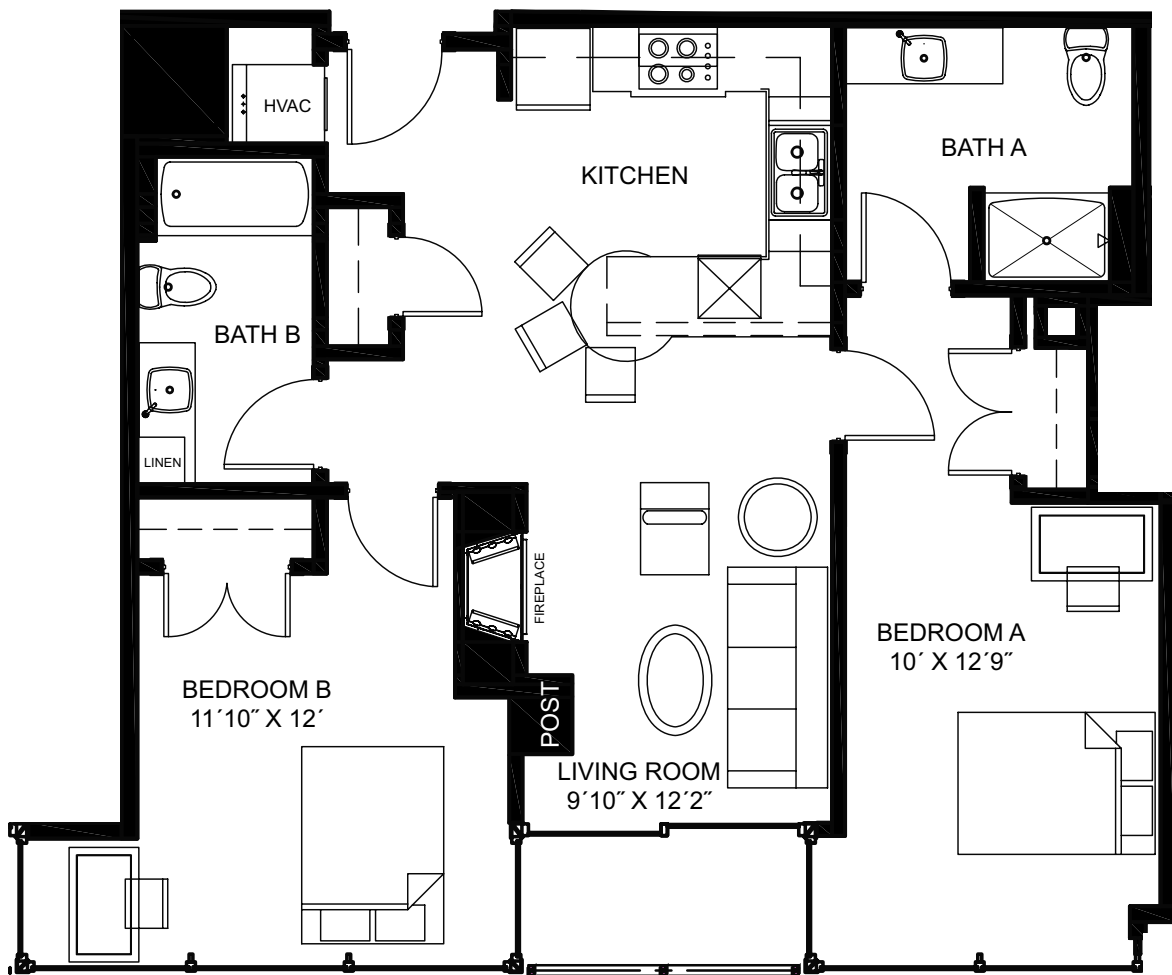 HVAC
BATH A
KITCHEN
BATH B
LINEN
FIREPLACE
BEDROOM A
10´ X 12´9˝
BEDROOM B
11´10˝ X 12´
POST
LIVING ROOM
9´10˝ X 12´2˝